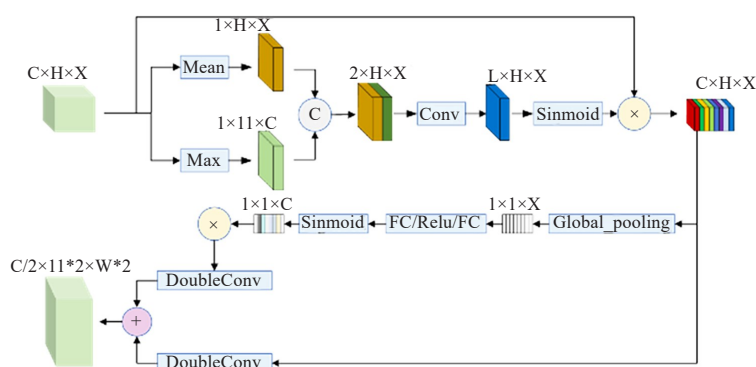 1×H×X
C×H×X
Mean
2×H×X
L×H×X
C×H×X
C
Conv
Sinmoid
×
1×11×C
Max
1×1×C
1×1×X
×
Sinmoid
FC/Relu/FC
Global_pooling
C/2×11*2×W*2
DoubleConv
+
DoubleConv